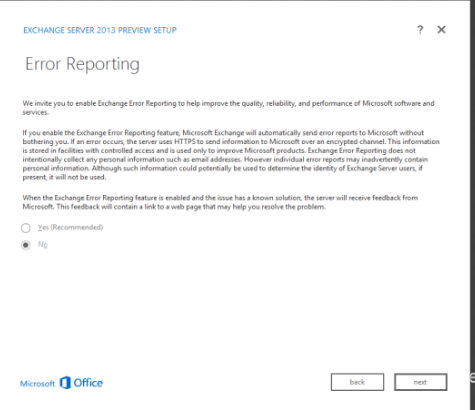 EXCHANGE SERVER 2013 PREVIEW SETUP
? ✕
Error Reporting
We invite you to enable Exchange Error Reporting to help improve the quality, reliability, and performance of Microsoft software and
services.
If you enable the Exchange Error Reporting feature, Microsoft Exchange will automatically send error reports to Microsoft without
bothering you. If an error occurs, the server uses HTTPS to send information to Microsoft over an encrypted channel. This information
is stored in facilities with controlled access and is used only to improve Microsoft products. Exchange Error Reporting does not
intentionally collect any personal information such as email addresses. However individual error reports may inadvertently contain
personal information. Although such information could potentially be used to determine the identity of Exchange Server users, if
present, it will not be used.
When the Exchange Error Reporting feature is enabled and the issue has a known solution, the server will receive feedback from
Microsoft. This feedback will contain a link to a web page that may help you resolve the problem.
Yes (Recommended)
No
Microsoft Office
back next
e